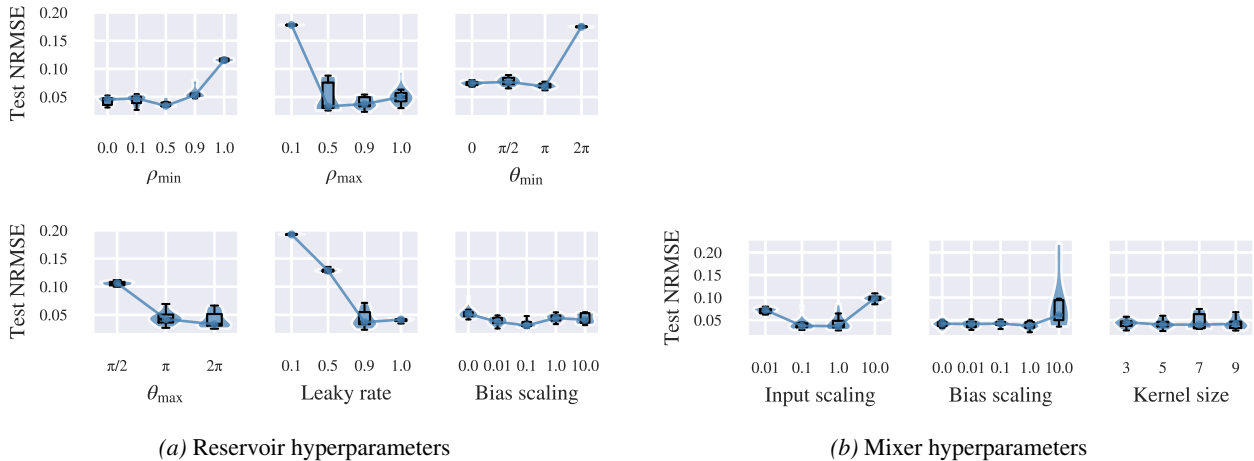 Test NRMSE
0.20
0.15
0.10
0.05
0.0 0.1 0.5 0.9 1.0
ρmin
0.1 0.5 0.9 1.0
ρmax
0 π/2 π 2π
θmin
Test NRMSE
0.20
0.15
0.10
0.05
π/2 π 2π
θmax
0.1 0.5 0.9 1.0
Leaky rate
0.0 0.01 0.1 1.0 10.0
Bias scaling
(a) Reservoir hyperparameters
Test NRMSE
0.20
0.15
0.10
0.05
0.01 0.1 1.0 10.0
Input scaling
0.0 0.01 0.1 1.0 10.0
Bias scaling
3 5 7 9
Kernel size
(b) Mixer hyperparameters